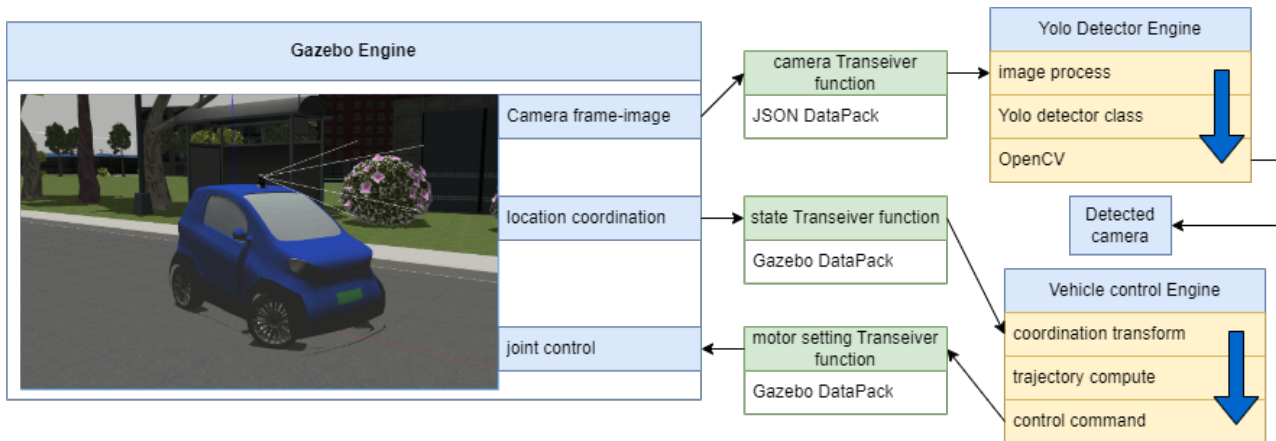 Gazebo Engine
Camera frame-image
location coordination
joint control
camera Transeiver
function
JSON DataPack
state Transeiver function
Gazebo DataPack
motor setting Transeiver
function
Gazebo DataPack
Yolo Detector Engine
image process
Yolo detector class
OpenCV
Detected
camera
Vehicle control Engine
coordination transform
trajectory compute
control command